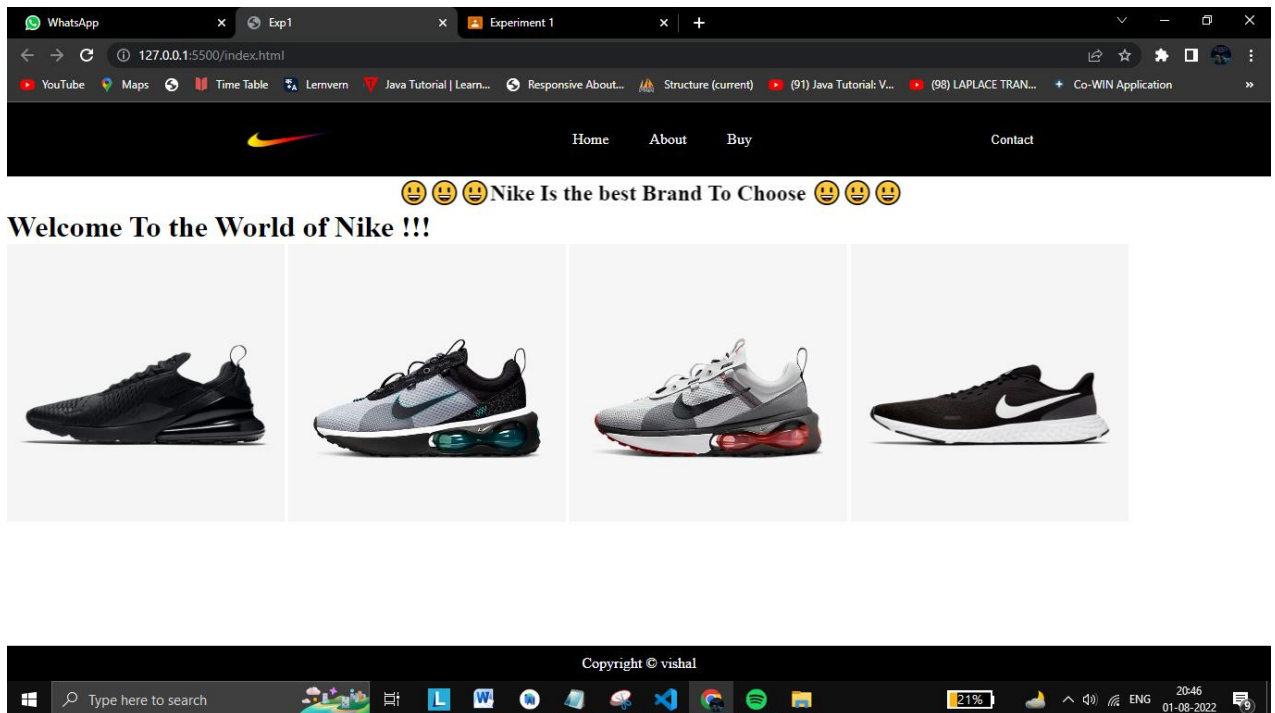 WhatsApp
Exp1
Experiment 1
127.0.0.1:5500/index.html
YouTube Maps Time Table Lernvern Java Tutorial | Learn... Responsive About... Structure (current) (91) Java Tutorial: V... (98) LAPLACE TRAN... Co-WIN Application »
Home About Buy Contact
😃 😃 😃Nike Is the best Brand To Choose 😃 😃 😃
Welcome To the World of Nike !!!
Copyright © vishal
Type here to search
21%
ENG
20:46
01-08-2022
9